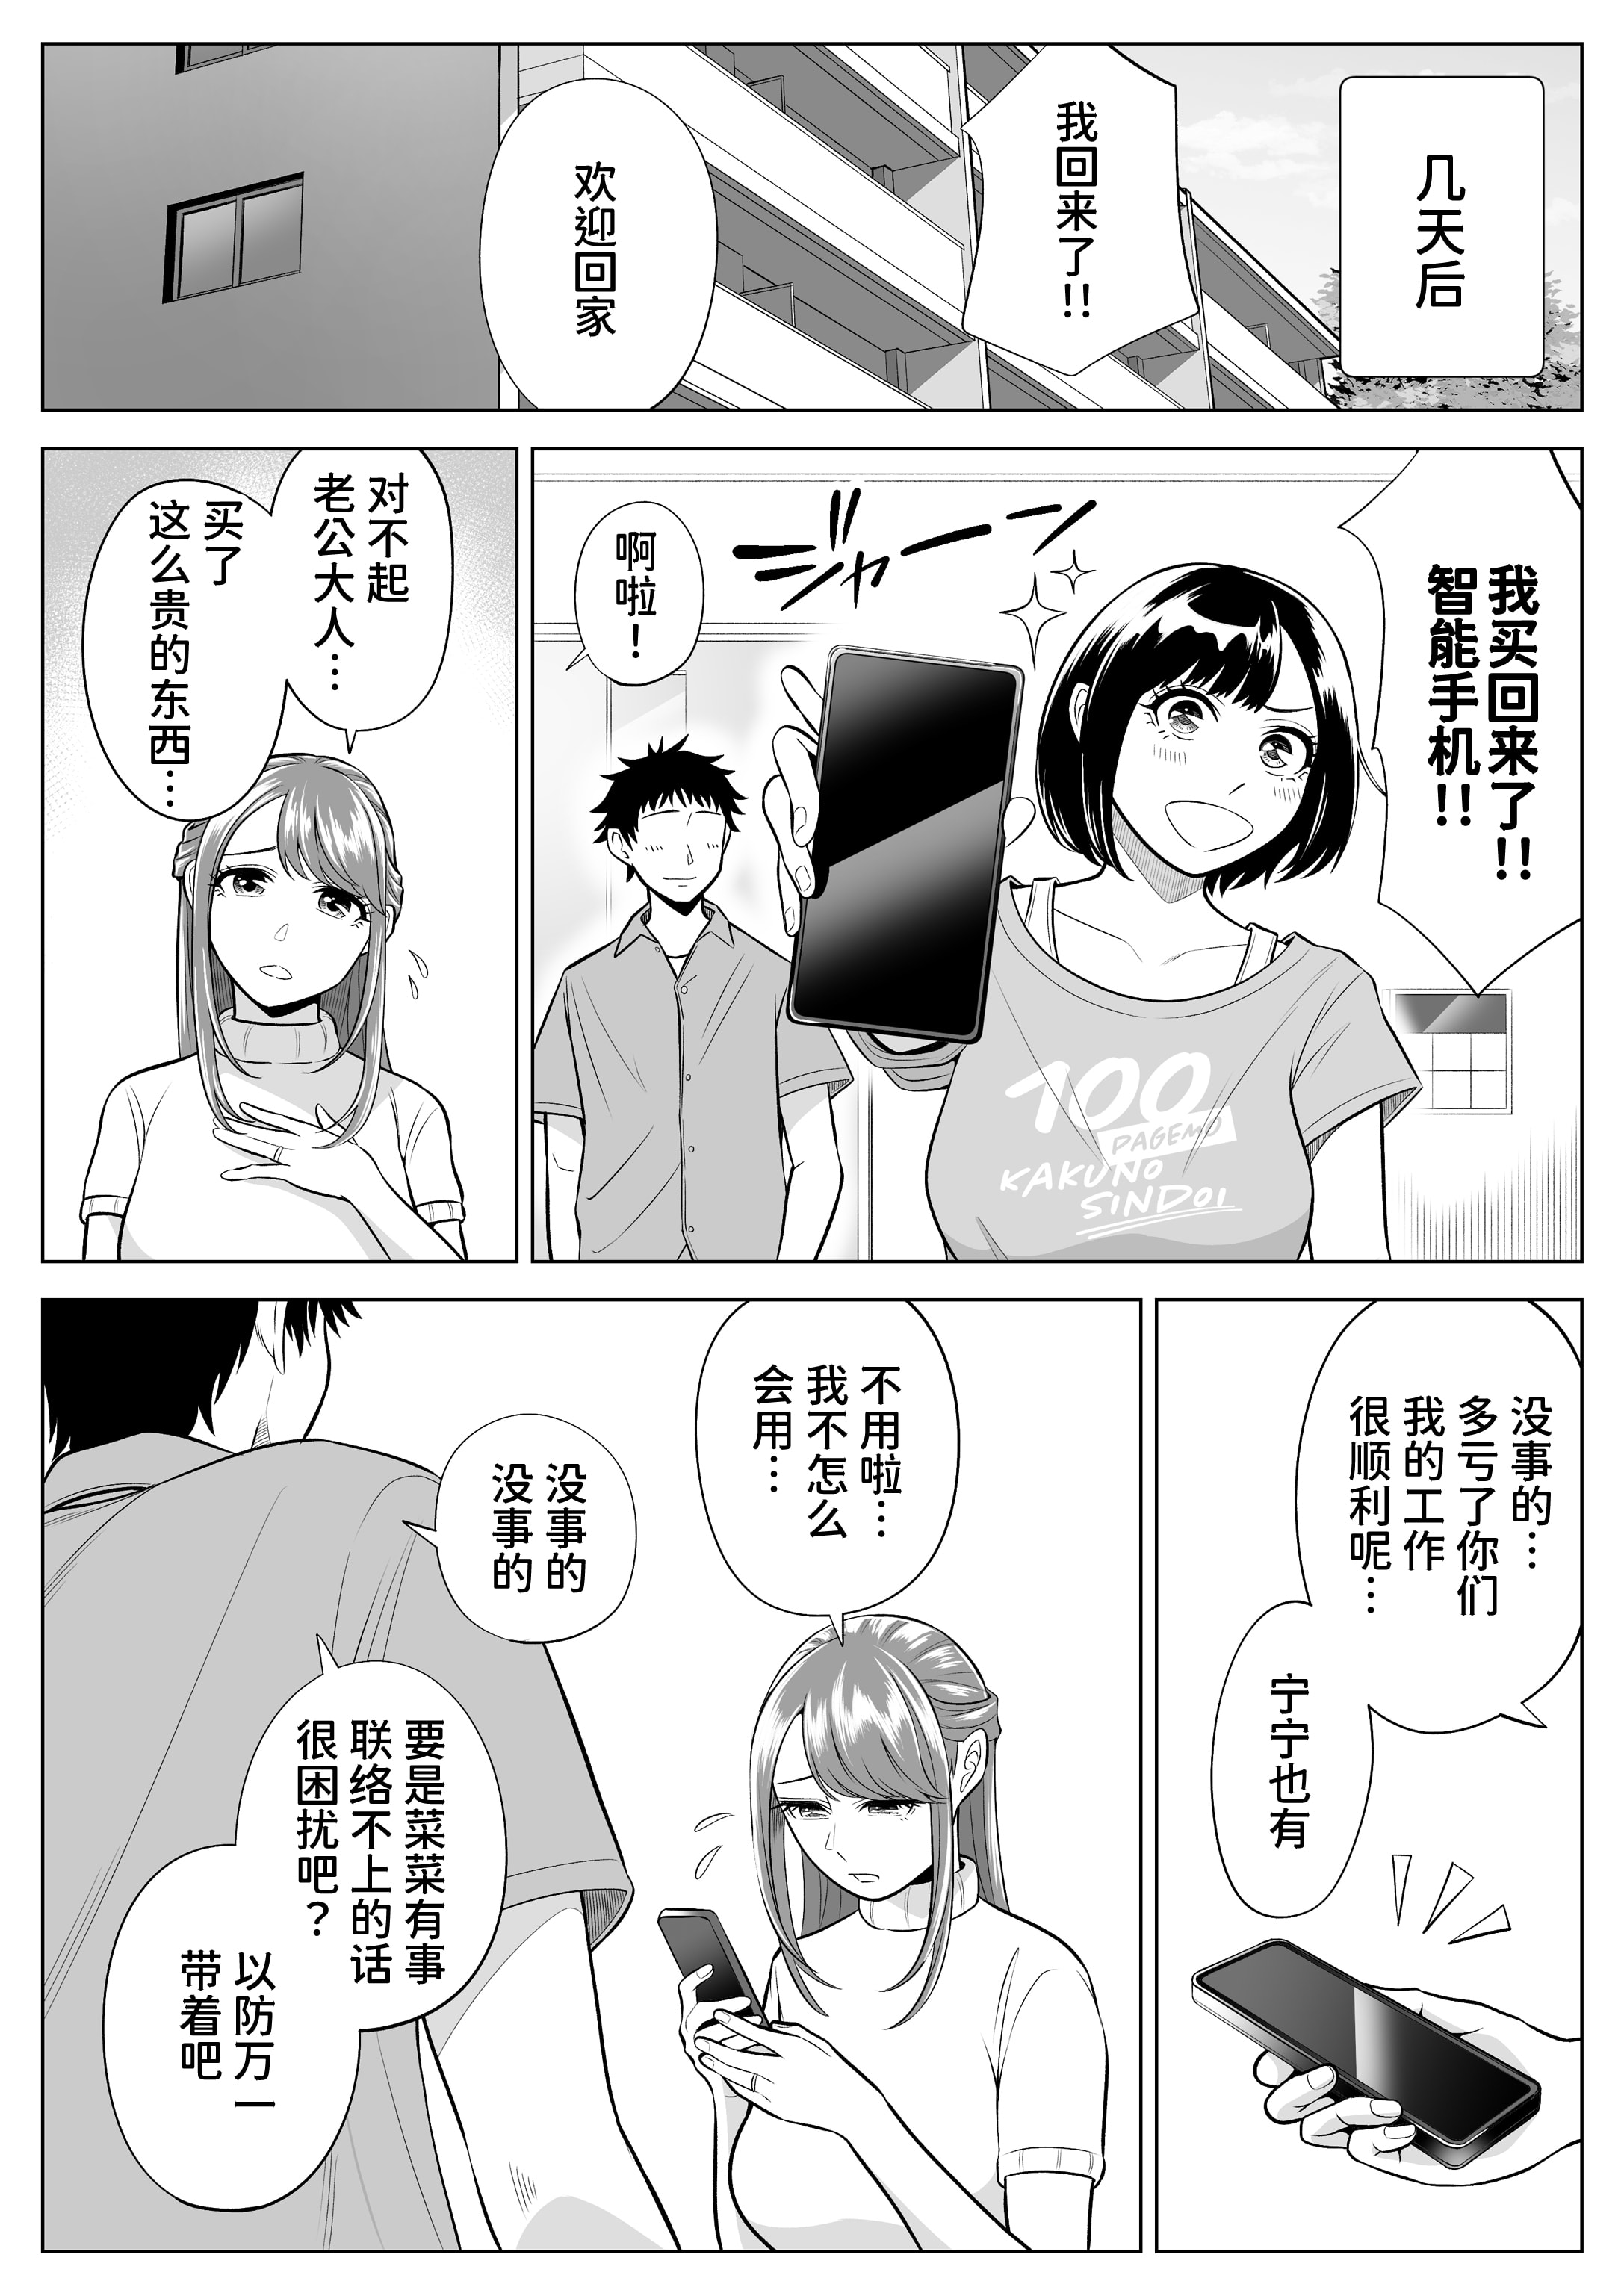 几天后
我回来了!!
欢迎回家
我买回来了!!
智能手机!!
シャーーー
啊啦！
100
PAGEMO
KAKUNO
SINDOI
对不起
老公大人…
买了
这么贵的东西…
没事的…
多亏了你们
我的工作
很顺利呢…
宁宁也有
不用啦…
我不怎么
会用…
没事的
没事的
要是菜菜有事
联络不上的话
很困扰吧？
以防万一
带着吧